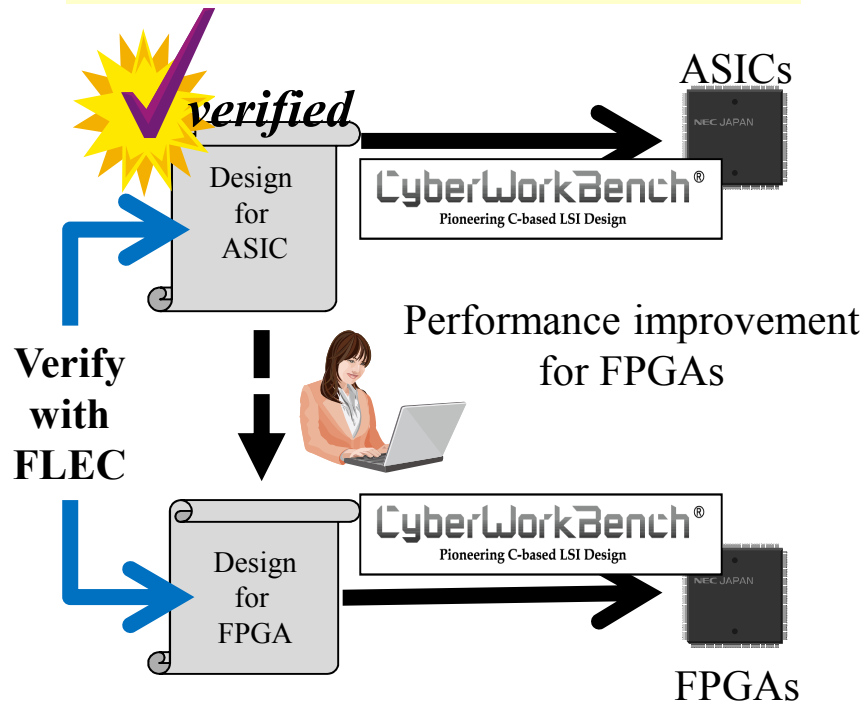 ASICs
verified
NEC JAPAN
Design
for
ASIC
CyberWorkBench®
Pioneering C-based LSI Design
Performance improvement
for FPGAs
Verify
with
FLEC
CyberWorkBench®
Pioneering C-based LSI Design
Design
for
FPGA
NEC JAPAN
FPGAs